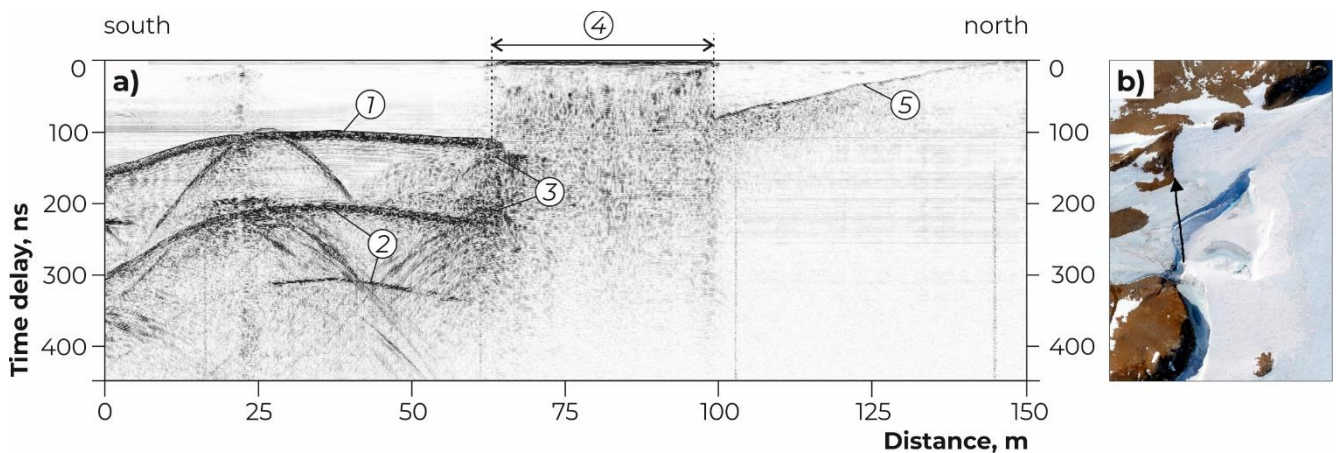 south ④ north
a) b)
0 0
① ⑤
100 100
③
200 200
②
300 300
400 400
0 25 50 75 100 125 150
Time delay, ns
Distance, m